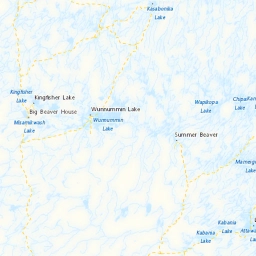 Kasabonika
Lake
Kingfisher
Lake
Kingfisher Lake
Big Beaver House
Misamikwash
Lake
Wunnummin Lake
Wunnummin
Lake
Wapikopa
Lake
Summer Beaver
Kabania
Lake
Kabania
Lake